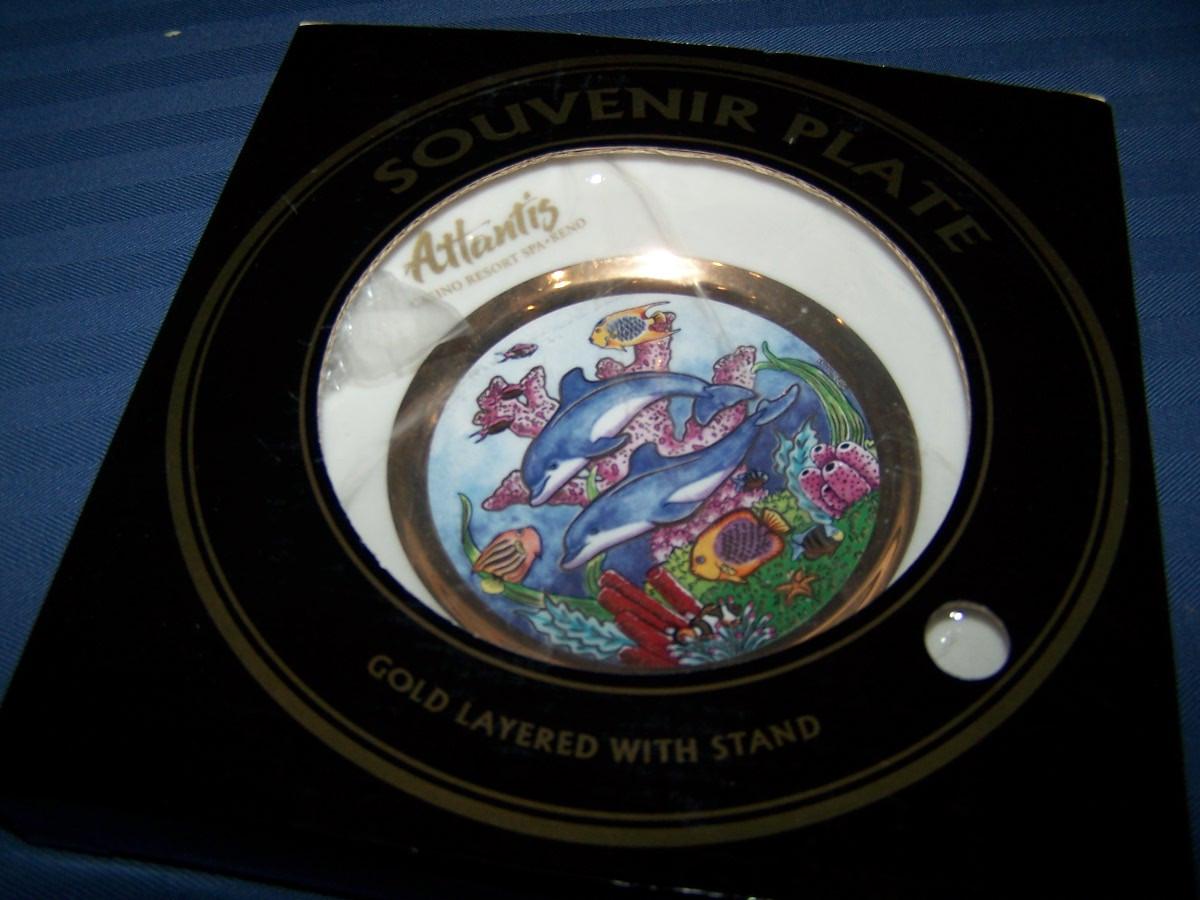 SOUVENIR PLATE
Atlantis
CASINO RESORT SPA • RENO
GOLD LAYERED WITH STAND